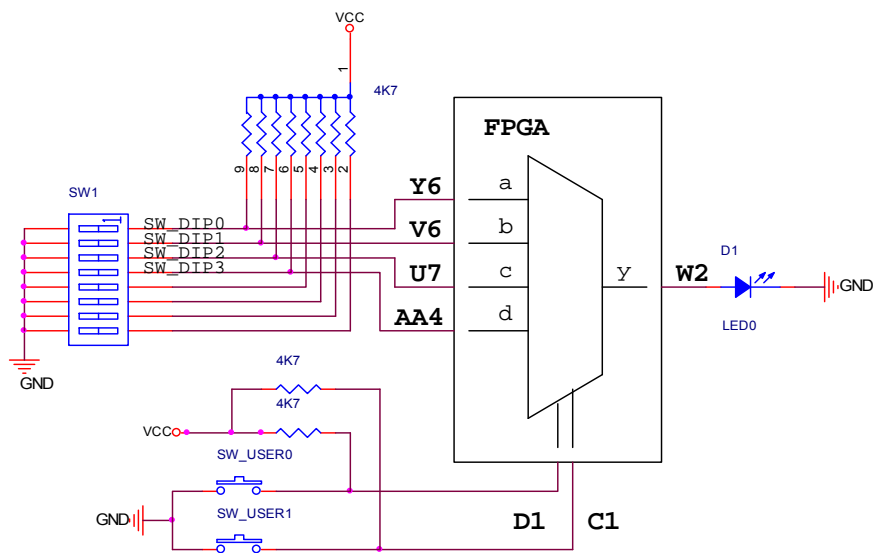 VCC
1
4K7
9 8 7 6 5 4 3 2
FPGA
SW1
1
SW_DIP0
SW_DIP1
SW_DIP2
SW_DIP3
Y6
V6
U7
AA4
a
b
c
d
y
W2
D1
LED0
GND
GND
4K7
4K7
VCC
SW_USER0
SW_USER1
GND
D1 C1